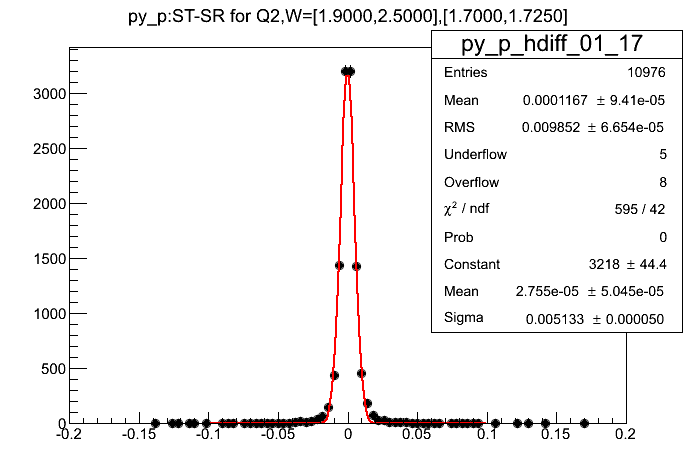 py_p:ST-SR for Q2,W=[1.9000,2.5000],[1.7000,1.7250]
py_p_hdiff_01_17
Entries 10976
Mean 0.0001167 ± 9.41e-05
RMS 0.009852 ± 6.654e-05
Underflow 5
Overflow 8
χ² / ndf 595 / 42
Prob 0
Constant 3218 ± 44.4
Mean 2.755e-05 ± 5.045e-05
Sigma 0.005133 ± 0.000050
3000
2500
2000
1500
1000
500
0
-0.2 -0.15 -0.1 -0.05 0 0.05 0.1 0.15 0.2